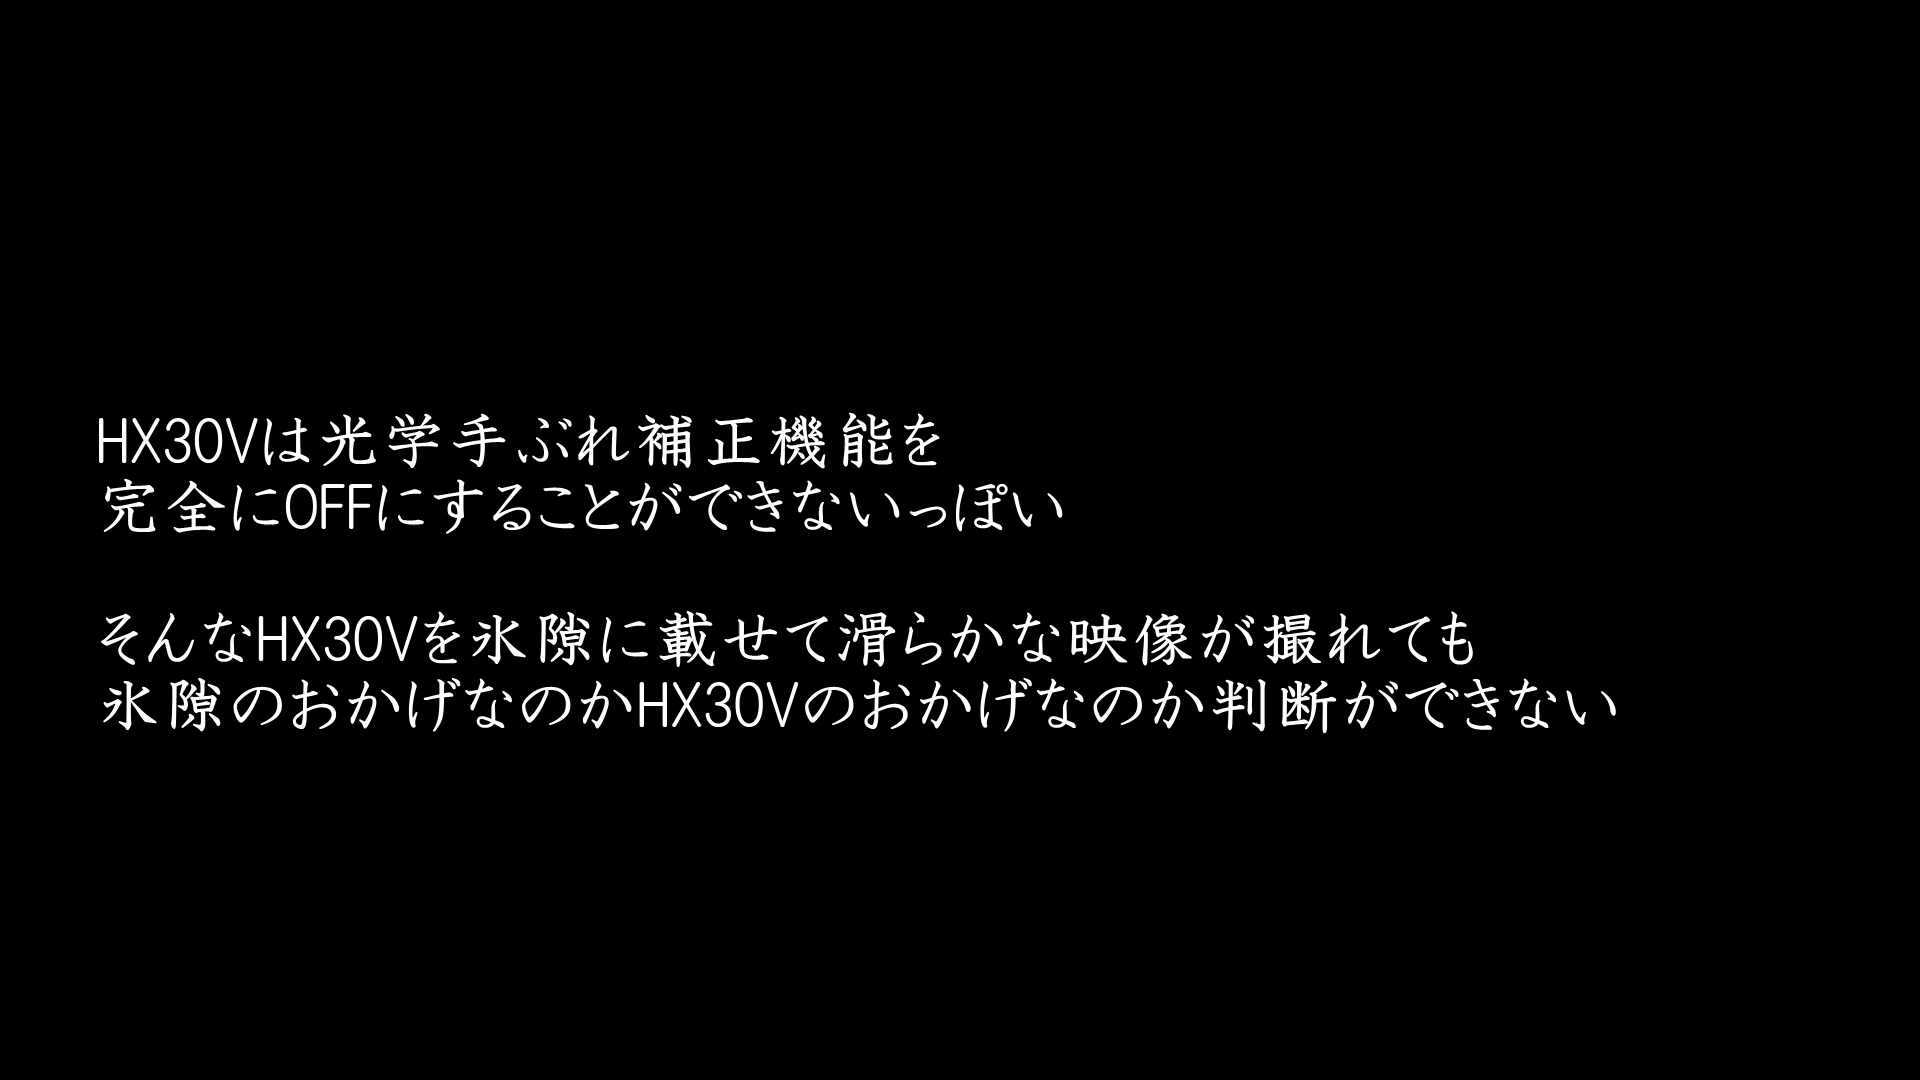 HX30Vは光学手ぶれ補正機能を
完全にOFFにすることができないっぽい
そんなHX30Vを氷隙に載せて滑らかな映像が撮れても
氷隙のおかげなのかHX30Vのおかげなのか判断ができない